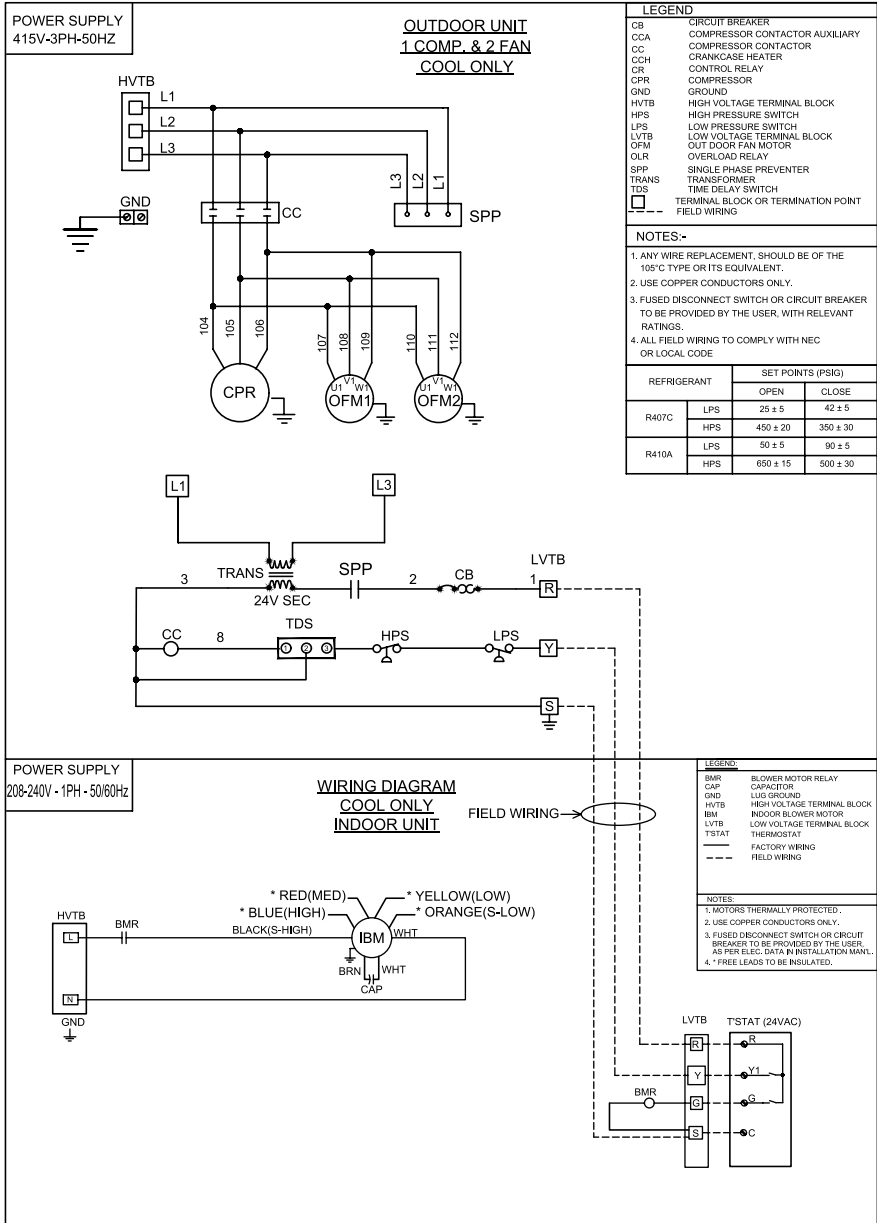 POWER SUPPLY
415V-3PH-50HZ
OUTDOOR UNIT
1 COMP. & 2 FAN
COOL ONLY
LEGEND
CB CIRCUIT BREAKER
CCA COMPRESSOR CONTACTOR AUXILIARY
CC COMPRESSOR CONTACTOR
CCH CRANKCASE HEATER
CR CONTROL RELAY
CPR COMPRESSOR
GND GROUND
HVTB HIGH VOLTAGE TERMINAL BLOCK
HPS HIGH PRESSURE SWITCH
LPS LOW PRESSURE SWITCH
LVTB LOW VOLTAGE TERMINAL BLOCK
OFM OUT DOOR FAN MOTOR
OLR OVERLOAD RELAY
SPP SINGLE PHASE PREVENTER
TRANS TRANSFORMER
TDS TIME DELAY SWITCH
TERMINAL BLOCK OR TERMINATION POINT
FIELD WIRING
NOTES:-
1. ANY WIRE REPLACEMENT, SHOULD BE OF THE
105°C TYPE OR ITS EQUIVALENT.
2. USE COPPER CONDUCTORS ONLY.
3. FUSED DISCONNECT SWITCH OR CIRCUIT BREAKER
TO BE PROVIDED BY THE USER, WITH RELEVANT
RATINGS.
4. ALL FIELD WIRING TO COMPLY WITH NEC
OR LOCAL CODE
REFRIGERANT SET POINTS (PSIG)
OPEN CLOSE
R407C LPS 25 ± 5 42 ± 5
HPS 450 ± 20 350 ± 30
R410A LPS 50 ± 5 90 ± 5
HPS 650 ± 15 500 ± 30
HVTB
L1
L2
L3
GND
L3 L2 L1
CC
SPP
104 105 106 107 108 109 110 111 112
CPR
U1 V1 W1
OFM1
U1 V1 W1
OFM2
L1 L3
3 TRANS SPP 2 CB LVTB
1 R
24V SEC
CC 8 TDS HPS LPS Y
1 2 3
S
POWER SUPPLY
208-240V - 1PH - 50/60Hz
WIRING DIAGRAM
COOL ONLY
INDOOR UNIT
FIELD WIRING
LEGEND:
BMR BLOWER MOTOR RELAY
CAP CAPACITOR
GND LUG GROUND
HVTB HIGH VOLTAGE TERMINAL BLOCK
IBM INDOOR BLOWER MOTOR
LVTB LOW VOLTAGE TERMINAL BLOCK
T'STAT THERMOSTAT
FACTORY WIRING
FIELD WIRING
NOTES:
1. MOTORS THERMALLY PROTECTED .
2. USE COPPER CONDUCTORS ONLY.
3. FUSED DISCONNECT SWITCH OR CIRCUIT
BREAKER TO BE PROVIDED BY THE USER,
AS PER ELEC. DATA IN INSTALLATION MAN'L.
4. * FREE LEADS TO BE INSULATED.
* RED(MED) * YELLOW(LOW)
* BLUE(HIGH) * ORANGE(S-LOW)
HVTB
BMR BLACK(S-HIGH) IBM WHT
L
BRN WHT
CAP
N
GND
LVTB T'STAT (24VAC)
R R
Y Y1
BMR G G
S C